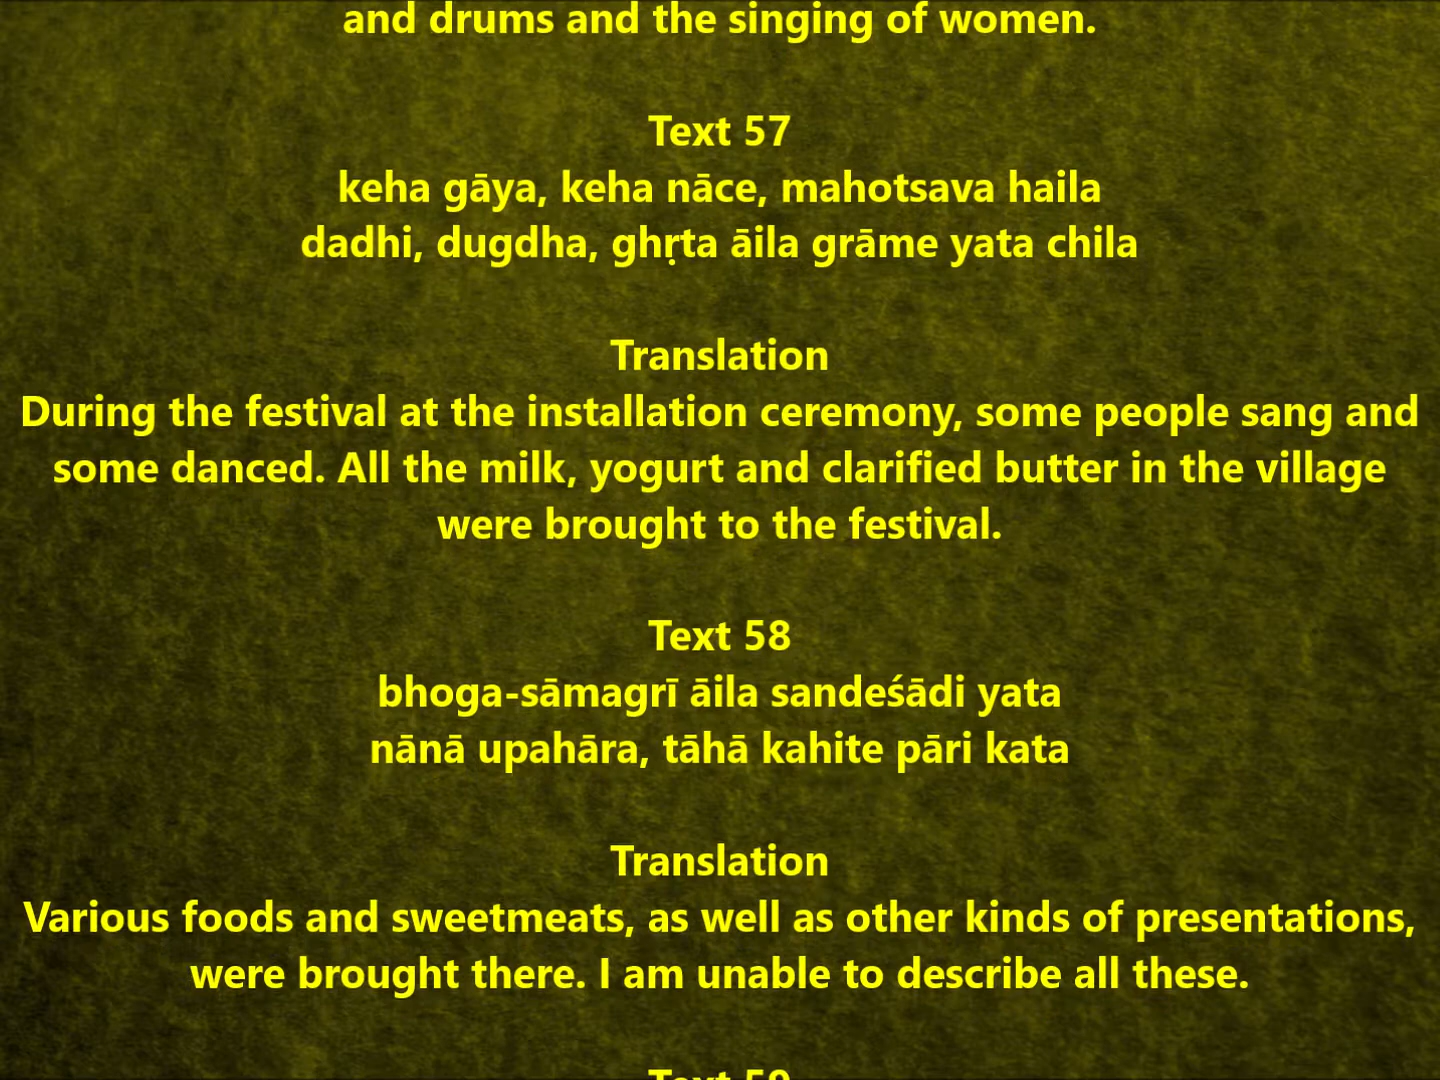 and drums and the singing of women.
Text 57
keha gāya, keha nāce, mahotsava haila
dadhi, dugdha, ghṛta āila grāme yata chila
Translation
During the festival at the installation ceremony, some people sang and
some danced. All the milk, yogurt and clarified butter in the village
were brought to the festival.
Text 58
bhoga-sāmagrī āila sandeśādi yata
nānā upahāra, tāhā kahite pāri kata
Translation
Various foods and sweetmeats, as well as other kinds of presentations,
were brought there. I am unable to describe all these.
Text 59